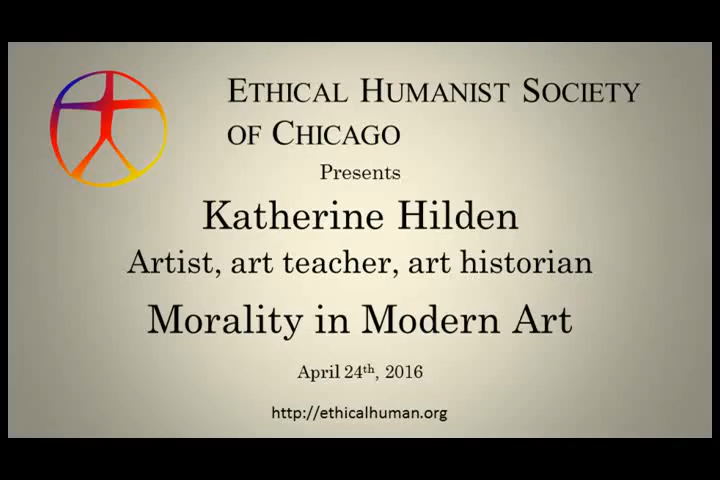 ETHICAL HUMANIST SOCIETY
OF CHICAGO
Presents
Katherine Hilden
Artist, art teacher, art historian
Morality in Modern Art
April 24th, 2016
http://ethicalhuman.org